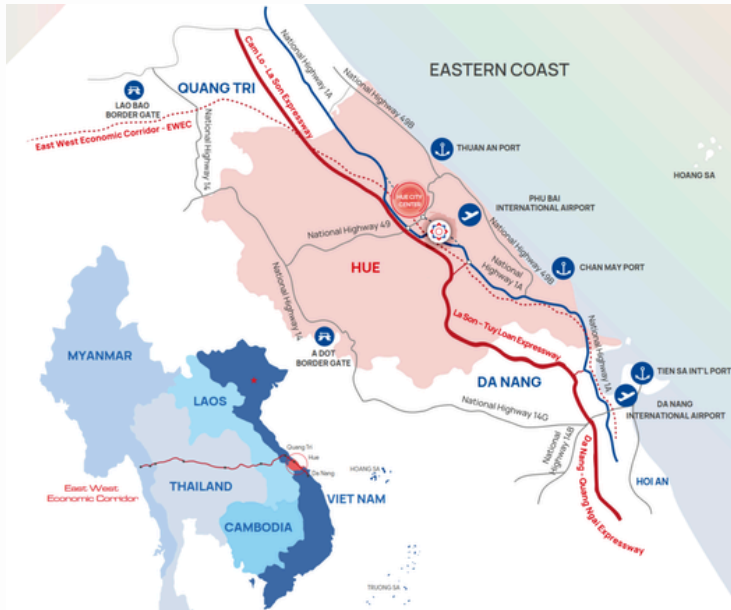 EASTERN COAST
National Highway 1A
Cam Lo - La Son Expressway
QUANG TRI
LAO BAO
BORDER GATE
National Highway 49B
East West Economic Corridor - EWEC
National Highway 14
THUAN AN PORT
HOANG SA
HUE CITY
CENTER
PHU BAI
INTERNATIONAL AIRPORT
National Highway 49
HUE
National Highway 49B
National
Highway 1A
CHAN MAY PORT
National Highway 14
La Son - Tuy Loan Expressway
National Highway 1A
A DOT
BORDER GATE
DA NANG
TIEN SA INT'L PORT
DA NANG
INTERNATIONAL AIRPORT
National Highway 14G
National
Highway 14B
HOI AN
Da Nang - Quang Ngai Expressway
MYANMAR
LAOS
Quang Tri
Hue
Da Nang
HOANG SA
East West
Economic Corridor
THAILAND
VIET NAM
CAMBODIA
TRUONG SA